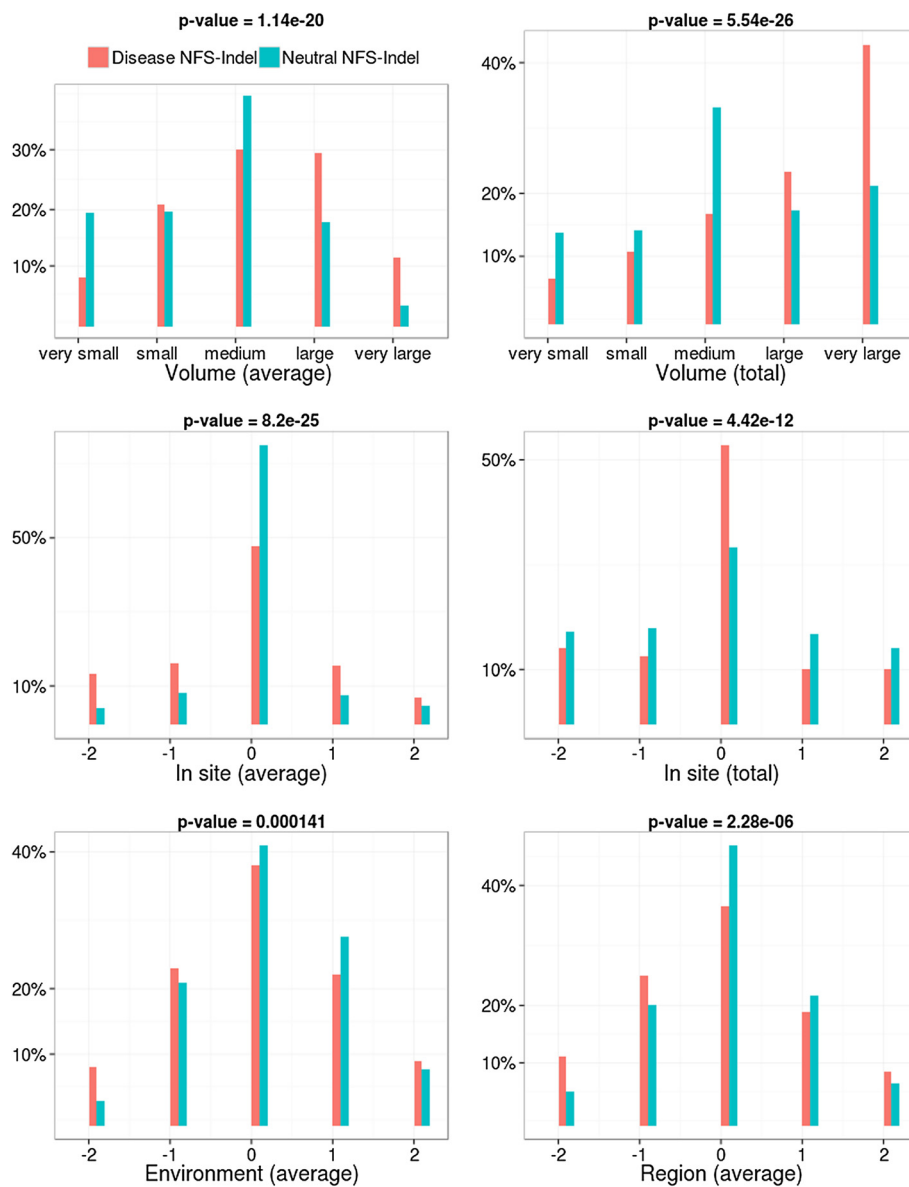 p-value = 1.14e-20
Disease NFS-Indel Neutral NFS-Indel
30%
20%
10%
very small small medium large very large
Volume (average)
p-value = 5.54e-26
40%
20%
10%
very small small medium large very large
Volume (total)
p-value = 8.2e-25
50%
10%
-2 -1 0 1 2
In site (average)
p-value = 4.42e-12
50%
10%
-2 -1 0 1 2
In site (total)
p-value = 0.000141
40%
20%
10%
-2 -1 0 1 2
Environment (average)
p-value = 2.28e-06
40%
20%
10%
-2 -1 0 1 2
Region (average)